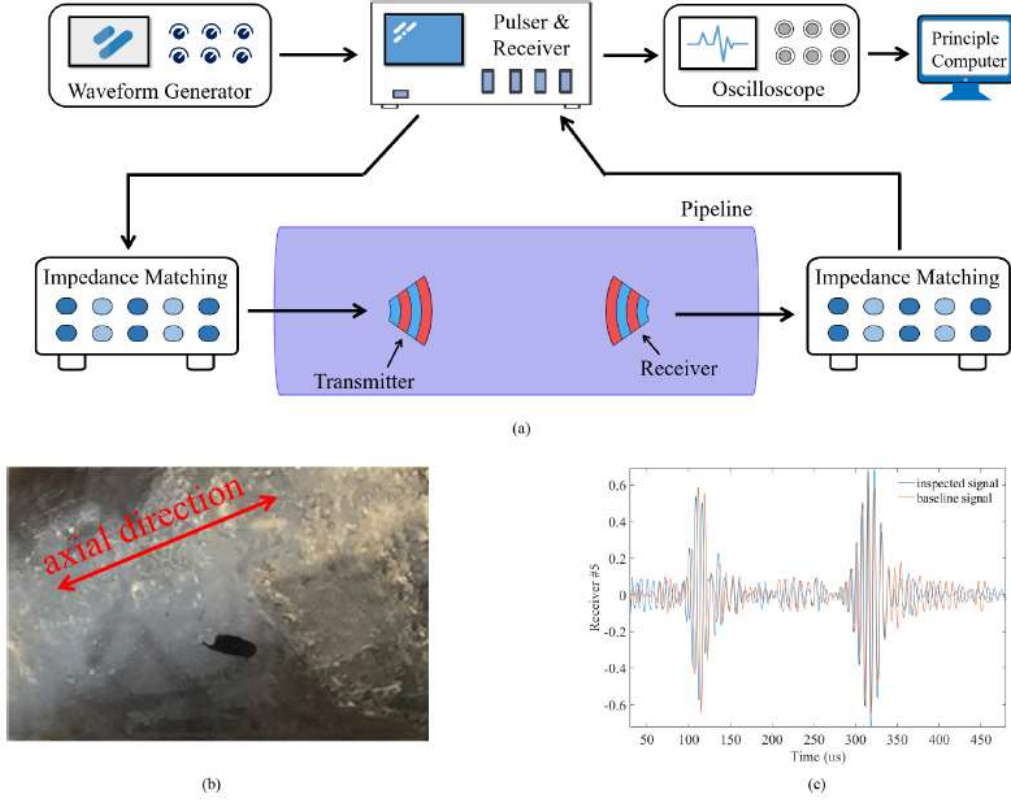 Waveform Generator
Pulser &
Receiver
Oscilloscope
Principle
Computer
Pipeline
Impedance Matching
Transmitter
Receiver
Impedance Matching
(a)
axial direction
(b)
inspected signal
baseline signal
Receiver #5
0.6
0.4
0.2
0
-0.2
-0.4
-0.6
50
100
150
200
250
300
350
400
450
Time (us)
(c)